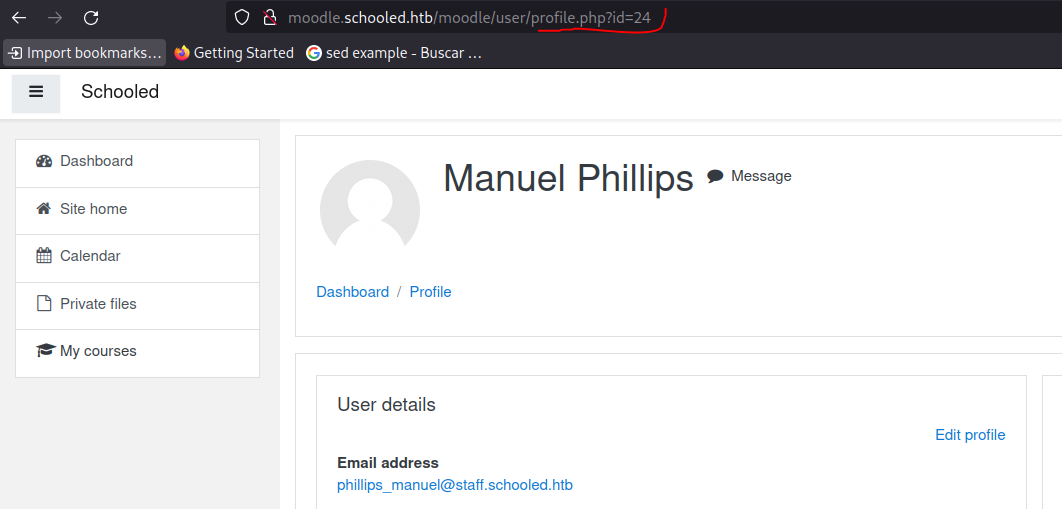 moodle.schooled.htb/moodle/user/profile.php?id=24
Import bookmarks… Getting Started sed example - Buscar …
Schooled
Dashboard
Site home
Calendar
Private files
My courses
Manuel Phillips Message
Dashboard / Profile
User details
Edit profile
Email address
phillips_manuel@staff.schooled.htb